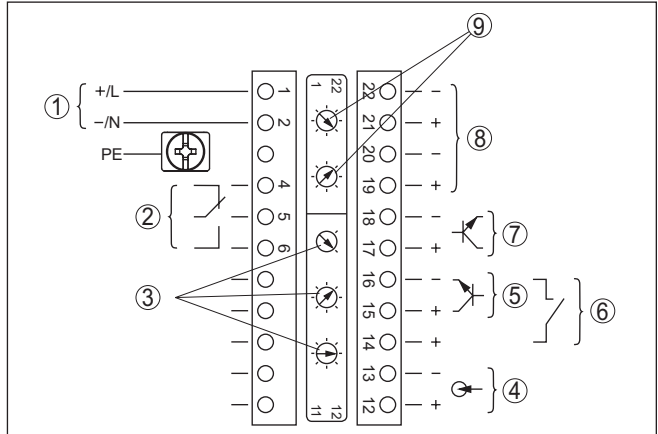 ⑨
1 22
① +/L 1 22 −
−/N 2 21 + ⑧
PE 20 −
4 19 +
② 5 18 −
6 17 + ⑦
16 − ⑤
③ 15 + ⑥
14 +
13 − ④
12 +
11 12